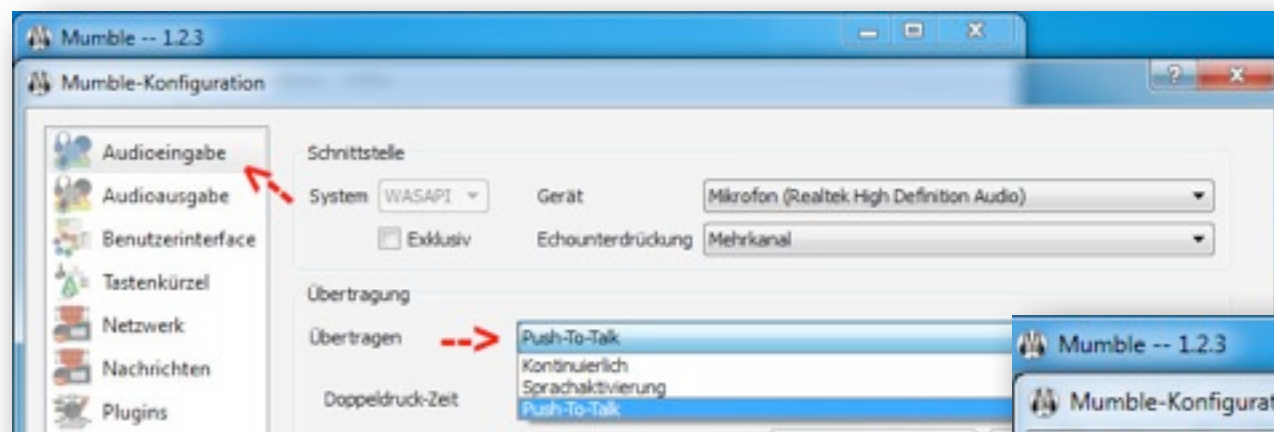 Mumble -- 1.2.3
Mumble-Konfiguration
Audioeingabe
Audioausgabe
Benutzerinterface
Tastenkürzel
Netzwerk
Nachrichten
Plugins
Schnittstelle
System WASAPI Gerät Mikrofon (Realtek High Definition Audio)
Exklusiv Echounterdrückung Mehrkanal
Übertragung
Übertragen Push-To-Talk
Kontinuierlich
Sprachaktivierung
Doppeldruck-Zeit Push-To-Talk
Mumble -- 1.2.3
Mumble-Konfigurat